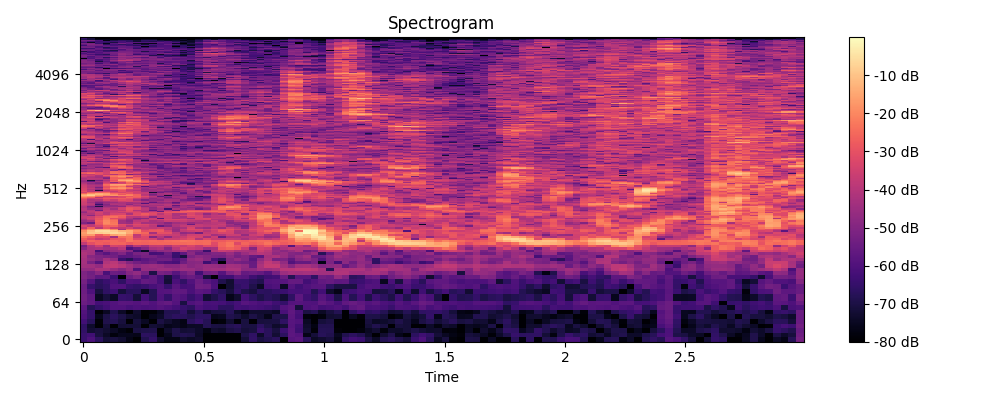 Spectrogram
4096
2048
1024
512
256
128
64
0
Hz
0
0.5
1
1.5
2
2.5
Time
-10 dB
-20 dB
-30 dB
-40 dB
-50 dB
-60 dB
-70 dB
-80 dB